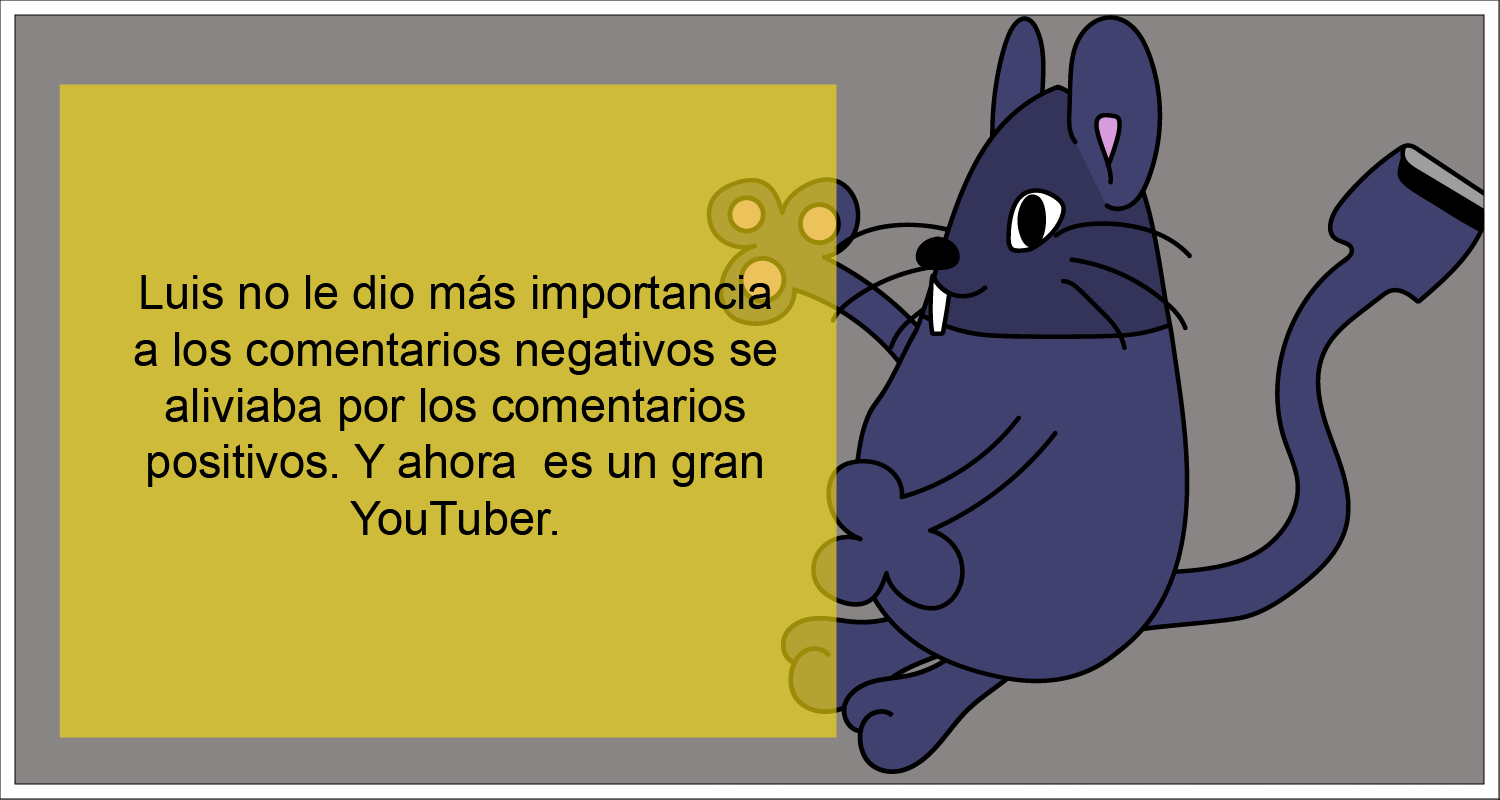 Luis no le dio más importancia
a los comentarios negativos se
aliviaba por los comentarios
positivos. Y ahora  es un gran
YouTuber.